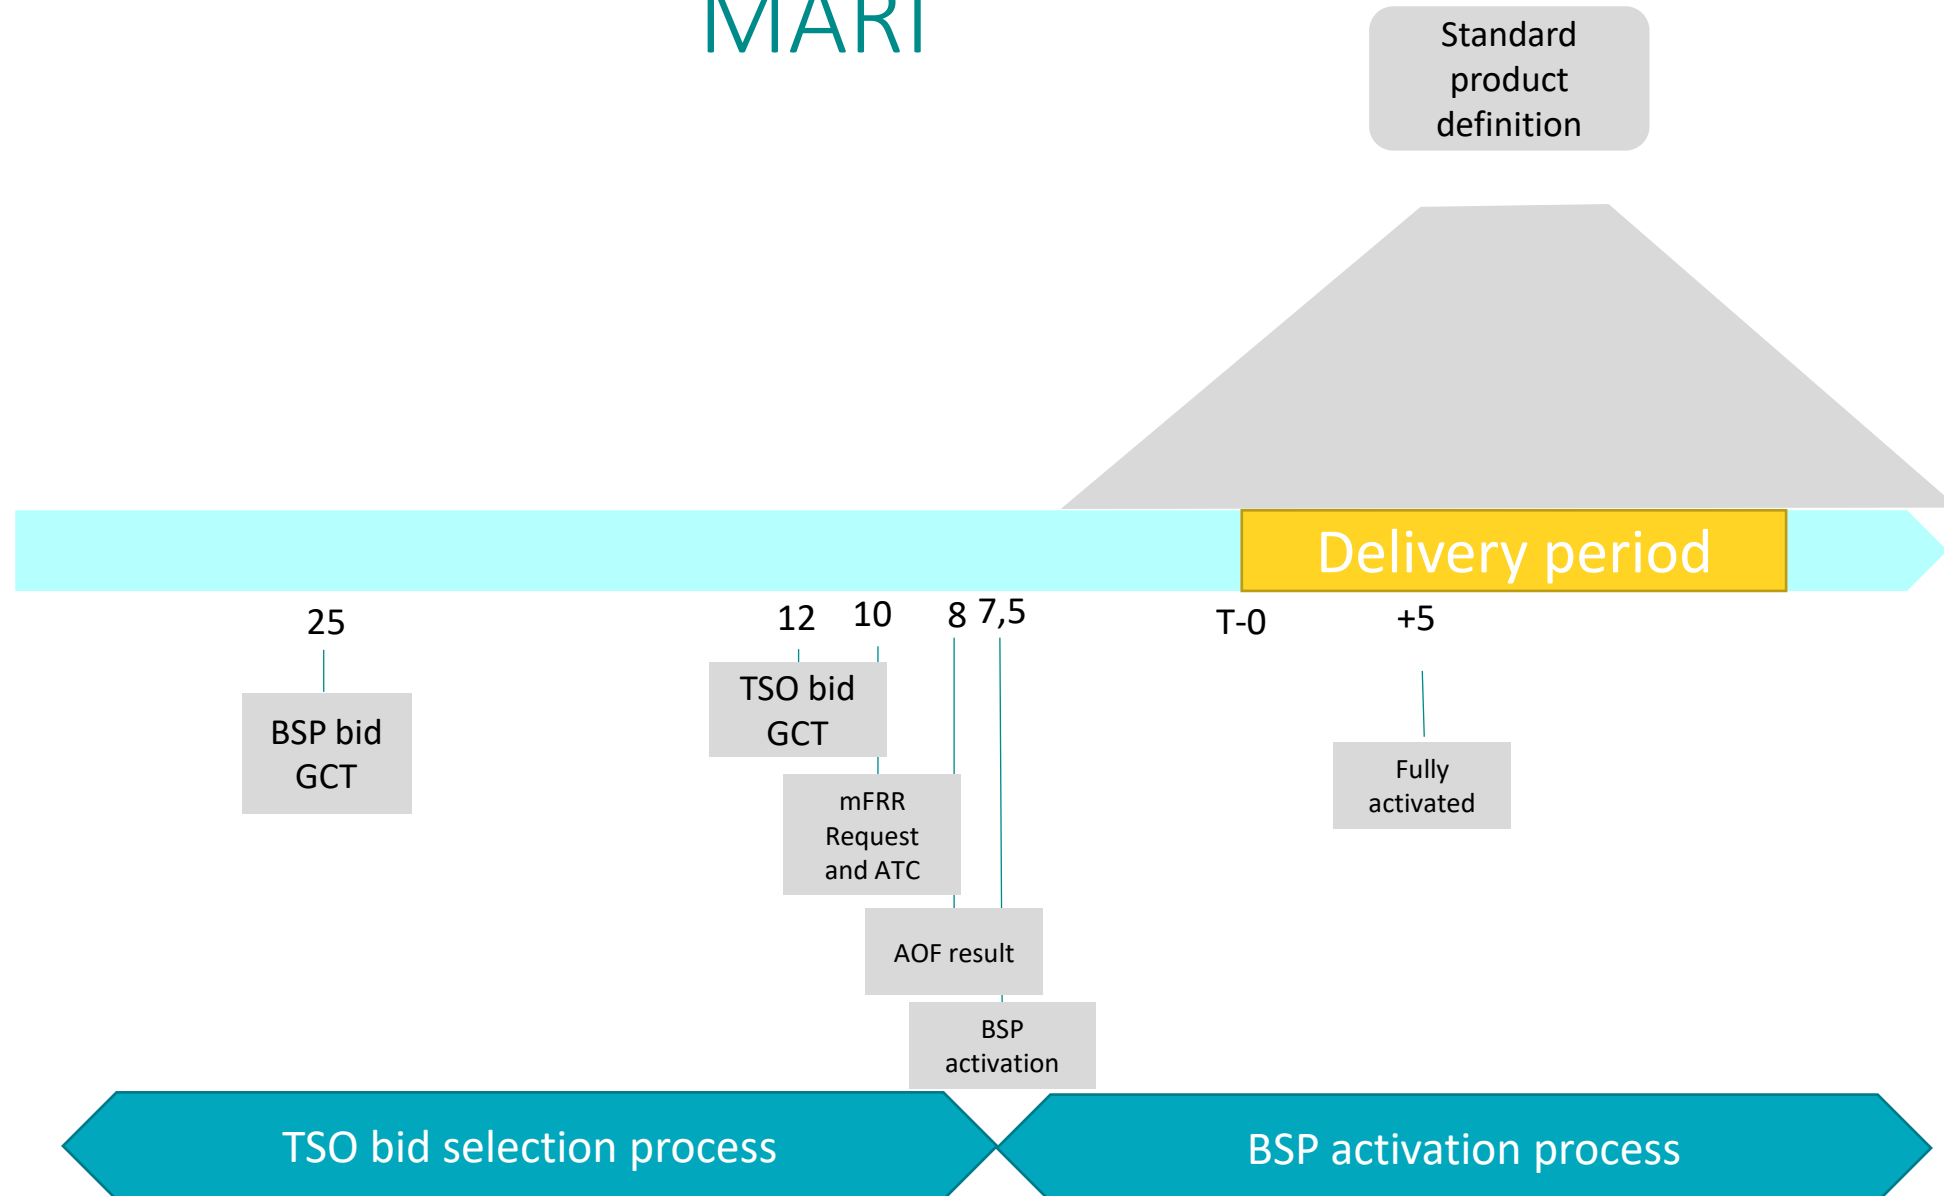 MARI
Standard
product
definition
Delivery period
25
12
10
8
7,5
T-0
+5
BSP bid
GCT
TSO bid
GCT
mFRR
Request
and ATC
AOF result
BSP
activation
Fully
activated
TSO bid selection process
BSP activation process